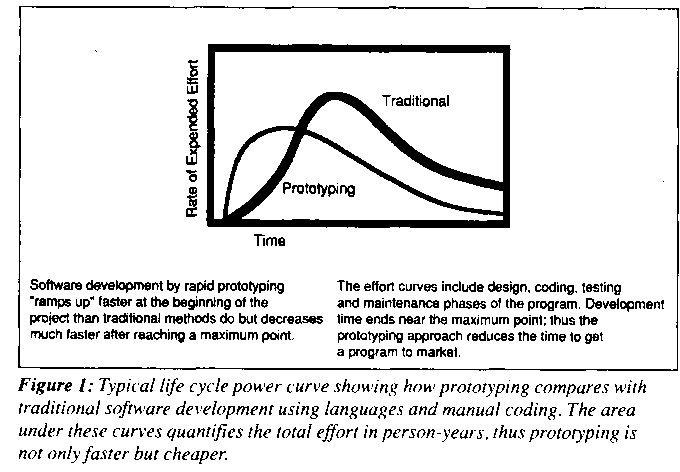 Rate of Expended Effort
Traditional
Prototyping
Time
Software development by rapid prototyping
"ramps up" faster at the beginning of the
project than traditional methods do but decreases
much faster after reaching a maximum point.
The effort curves include design, coding, testing
and maintenance phases of the program. Development
time ends near the maximum point; thus the
prototyping approach reduces the time to get
a program to market.
Figure 1: Typical life cycle power curve showing how prototyping compares with
traditional software development using languages and manual coding. The area
under these curves quantifies the total effort in person-years, thus prototyping is
not only faster but cheaper.